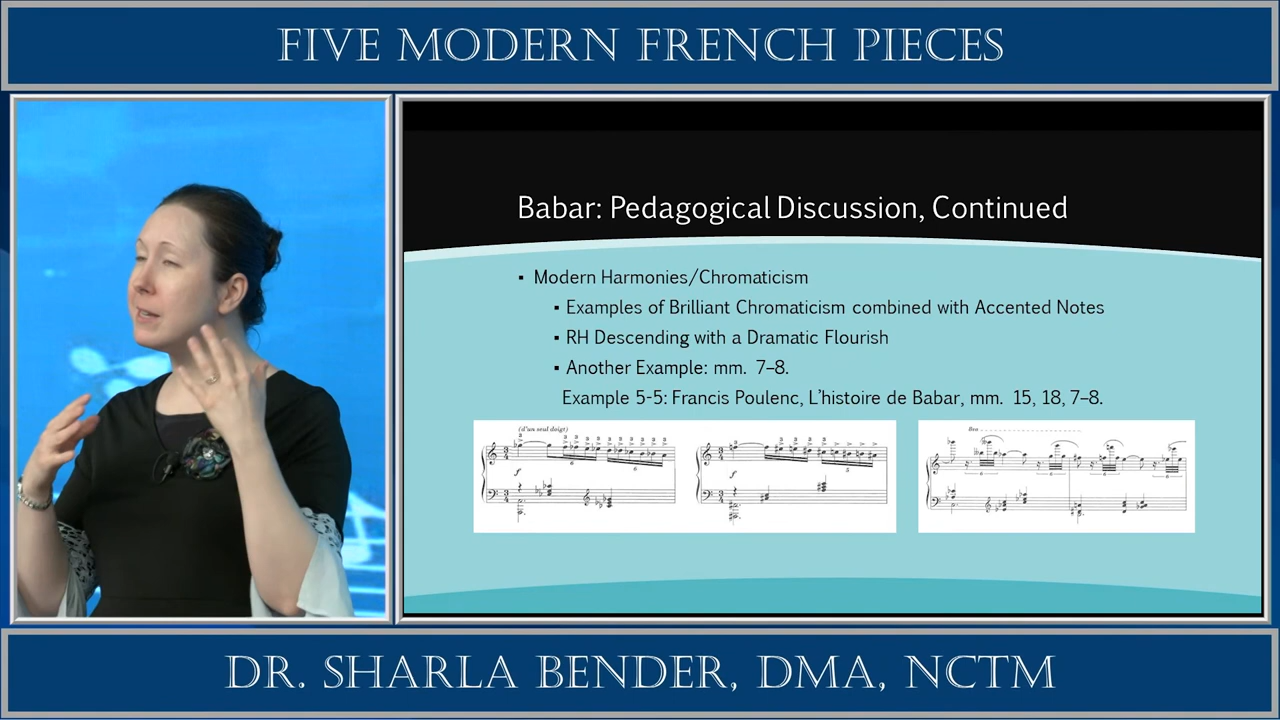 FIVE MODERN FRENCH PIECES
Babar: Pedagogical Discussion, Continued
▪ Modern Harmonies/Chromaticism
▪ Examples of Brilliant Chromaticism combined with Accented Notes
▪ RH Descending with a Dramatic Flourish
▪ Another Example: mm. 7–8.
Example 5-5: Francis Poulenc, L’histoire de Babar, mm. 15, 18, 7–8.
(d'un seul doigt)
8va
DR. SHARLA BENDER, DMA, NCTM